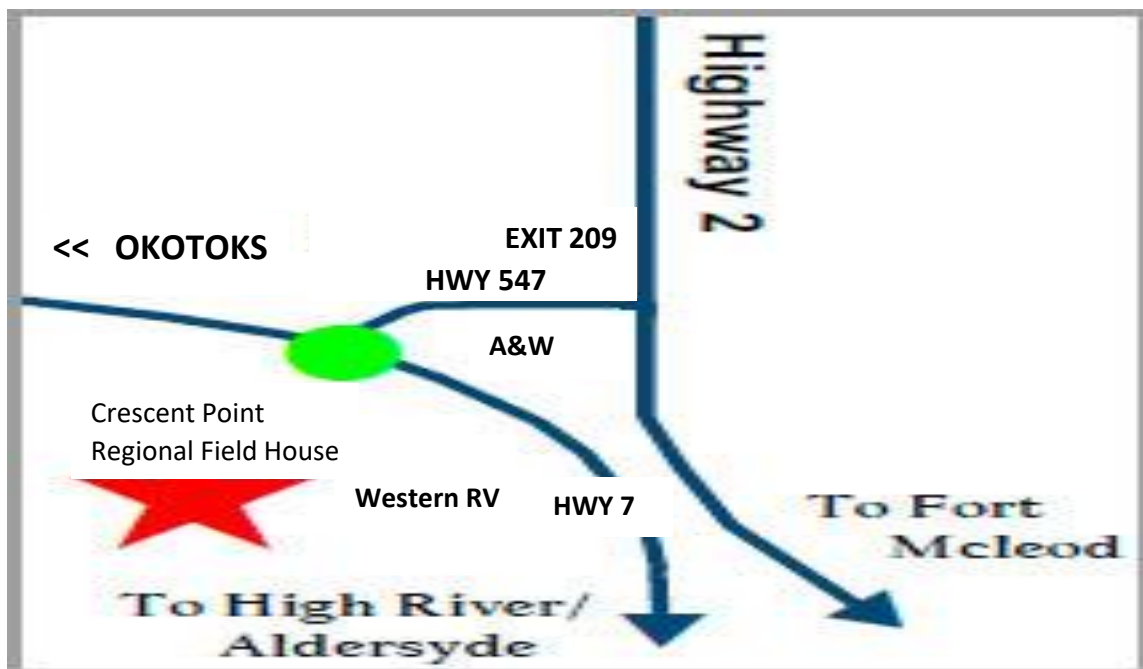 Highway 2
<< OKOTOKS
EXIT 209
HWY 547
A&W
Crescent Point
Regional Field House
Western RV
HWY 7
To Fort
Mcleod
To High River/
Aldersyde